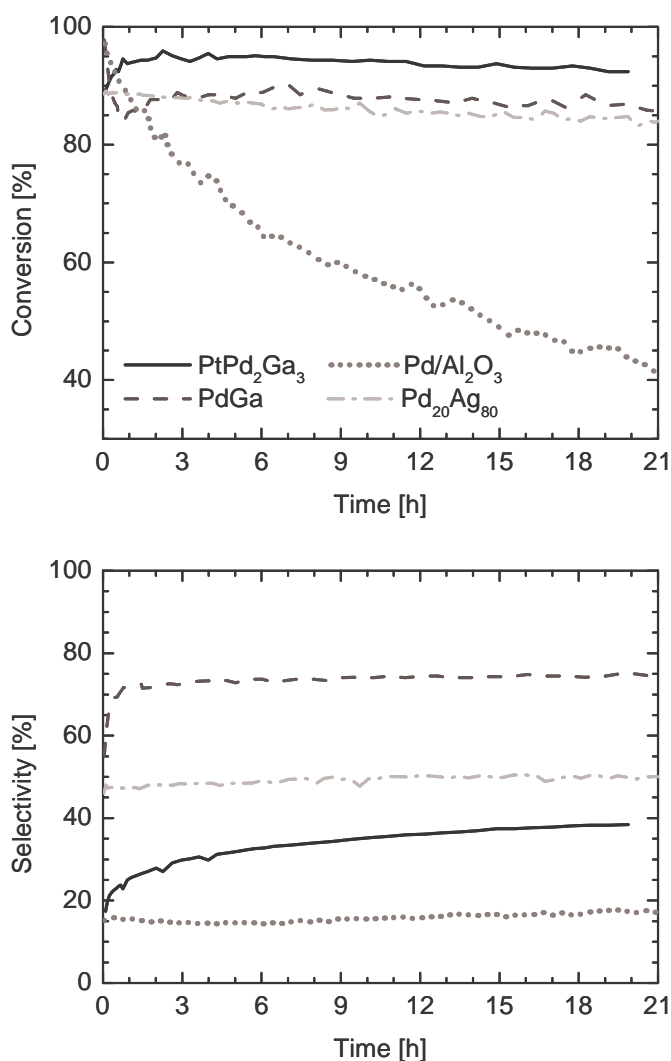 100
80
60
40
Conversion [%]
PtPd₂Ga₃ Pd/Al₂O₃
PdGa Pd₂₀Ag₈₀
0 3 6 9 12 15 18 21
Time [h]
100
80
60
40
20
0
Selectivity [%]
0 3 6 9 12 15 18 21
Time [h]